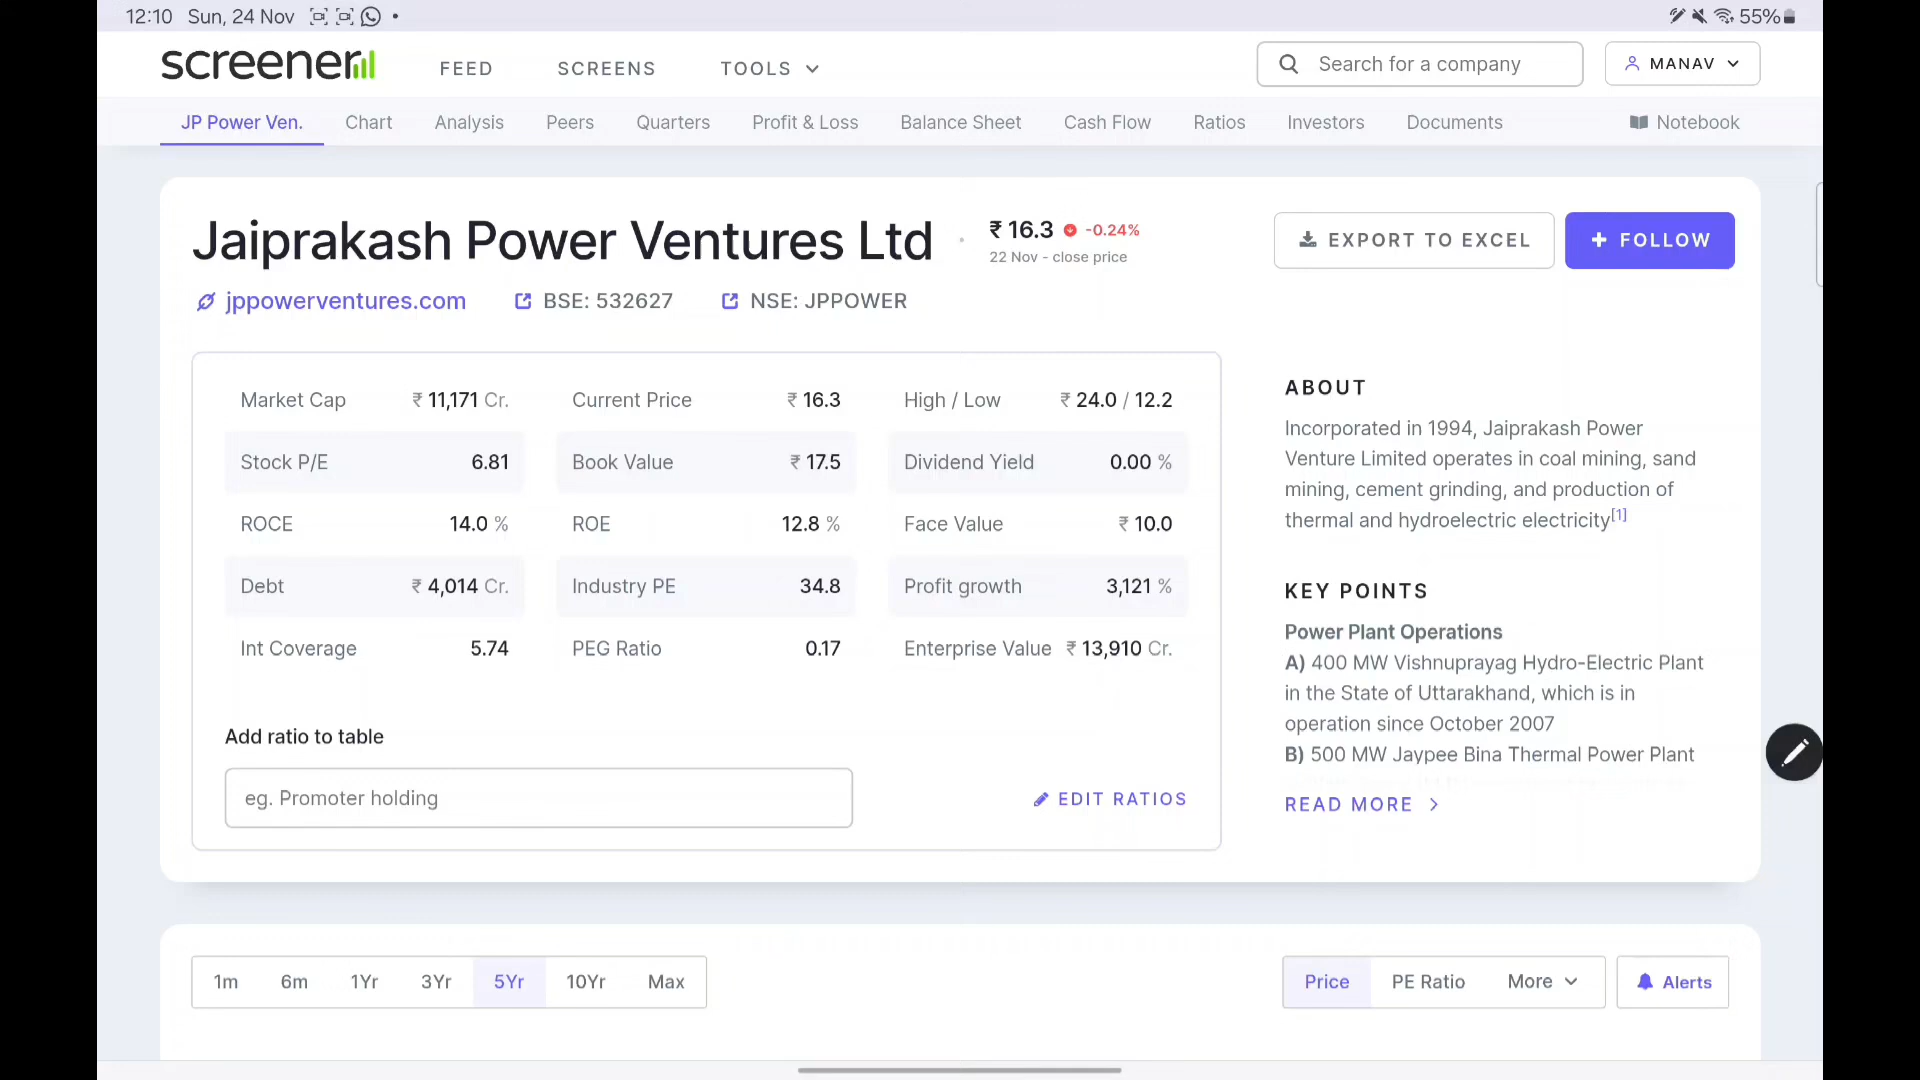 12:10 Sun, 24 Nov
55%
screener
FEED
SCREENS
TOOLS
Search for a company
MANAV
JP Power Ven.
Chart
Analysis
Peers
Quarters
Profit & Loss
Balance Sheet
Cash Flow
Ratios
Investors
Documents
Notebook
Jaiprakash Power Ventures Ltd
₹ 16.3 -0.24%
22 Nov - close price
EXPORT TO EXCEL
FOLLOW
jppowerventures.com
BSE: 532627
NSE: JPPOWER
Market Cap ₹ 11,171 Cr.
Current Price ₹ 16.3
High / Low ₹ 24.0 / 12.2
Stock P/E 6.81
Book Value ₹ 17.5
Dividend Yield 0.00 %
ROCE 14.0 %
ROE 12.8 %
Face Value ₹ 10.0
Debt ₹ 4,014 Cr.
Industry PE 34.8
Profit growth 3,121 %
Int Coverage 5.74
PEG Ratio 0.17
Enterprise Value ₹ 13,910 Cr.
Add ratio to table
eg. Promoter holding
EDIT RATIOS
ABOUT
Incorporated in 1994, Jaiprakash Power
Venture Limited operates in coal mining, sand
mining, cement grinding, and production of
thermal and hydroelectric electricity[1]
KEY POINTS
Power Plant Operations
A) 400 MW Vishnuprayag Hydro-Electric Plant
in the State of Uttarakhand, which is in
operation since October 2007
B) 500 MW Jaypee Bina Thermal Power Plant
READ MORE
1m
6m
1Yr
3Yr
5Yr
10Yr
Max
Price
PE Ratio
More
Alerts